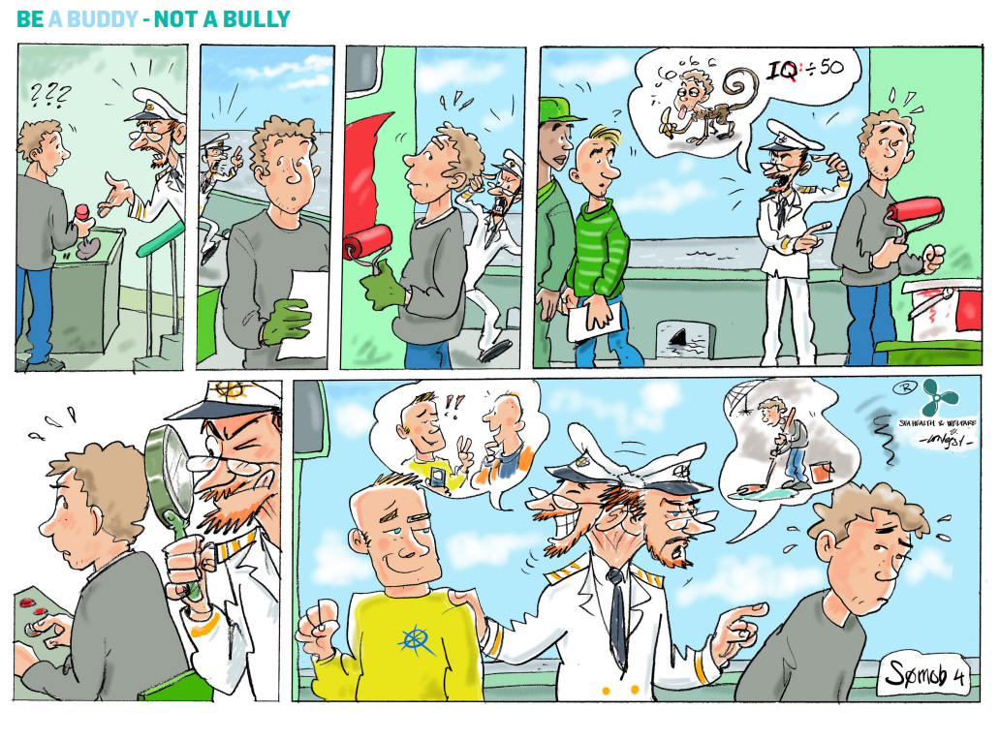 BE A BUDDY - NOT A BULLY
???
IQ: ÷ 50
?
!!
R
SEA HEALTH & WELFARE
Sømob 4